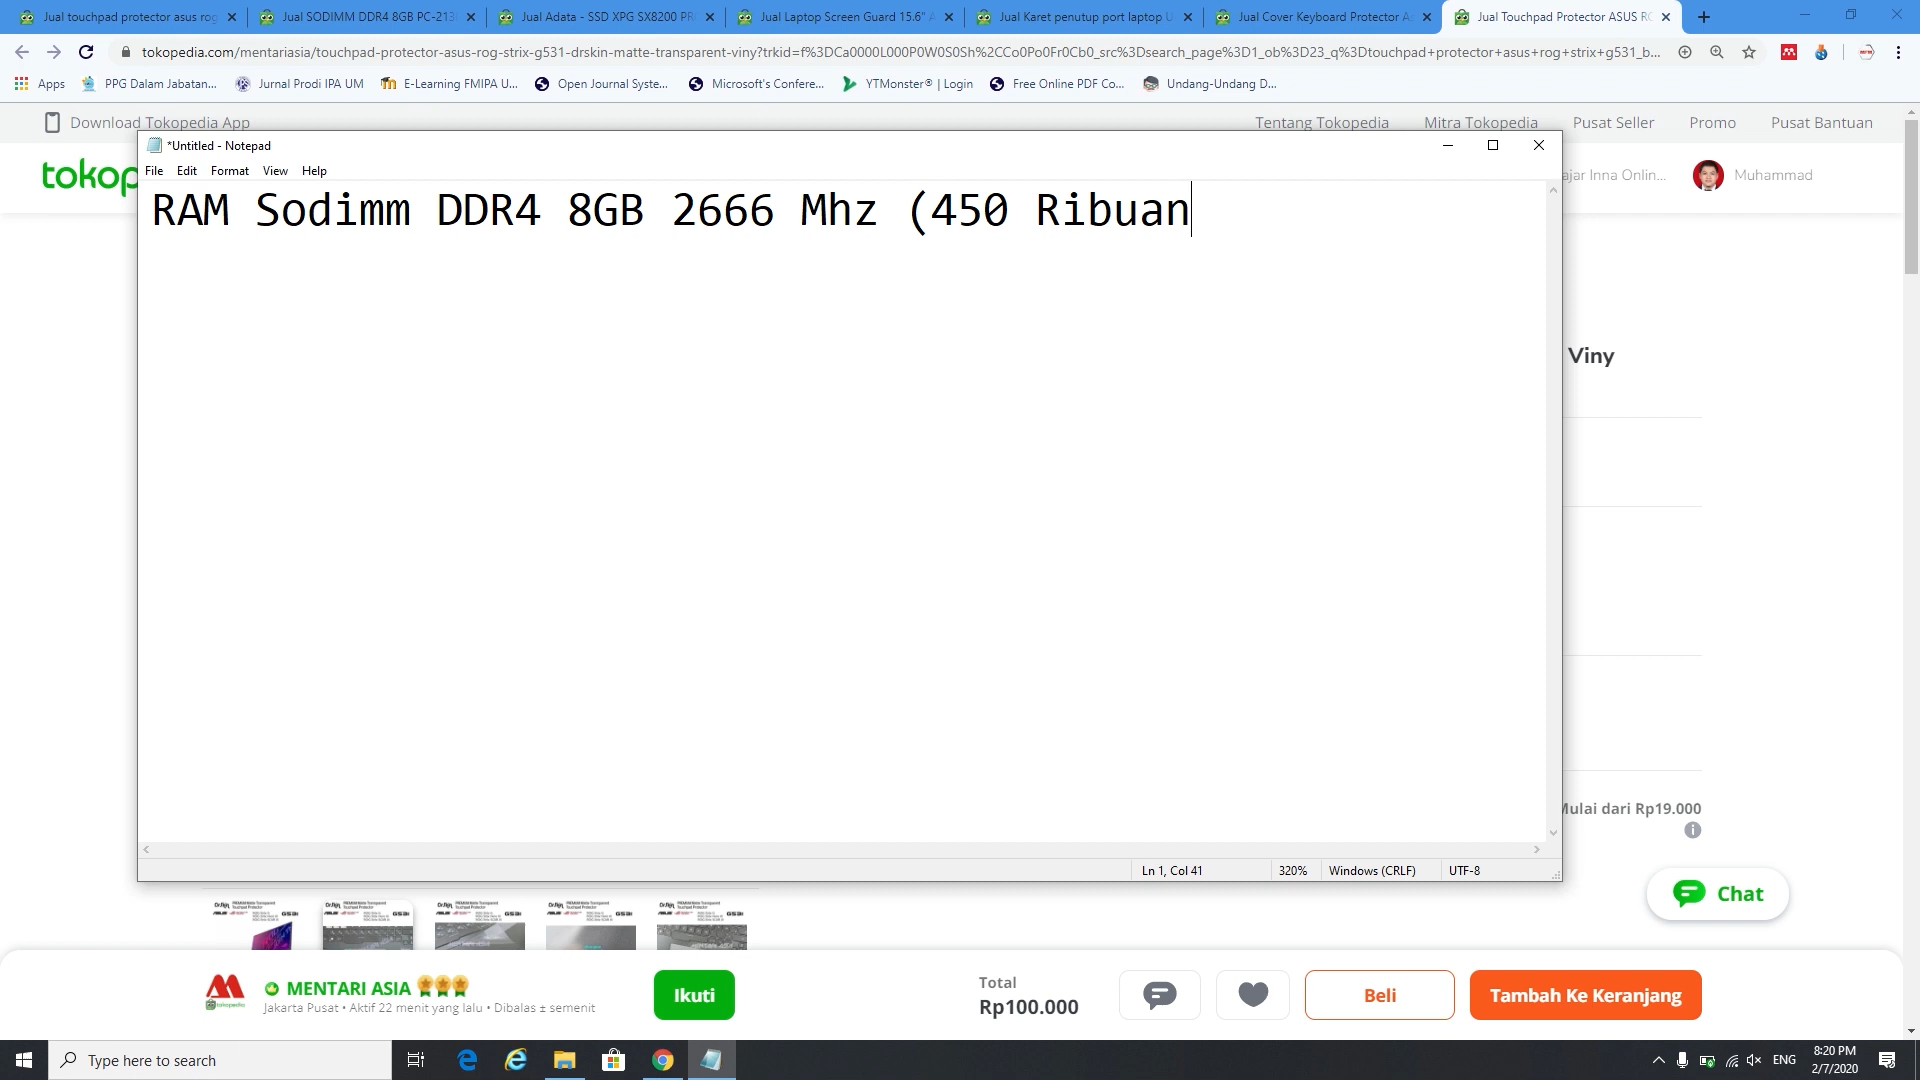 Jual touchpad protector asus rog
Jual SODIMM DDR4 8GB PC-213
Jual Adata - SSD XPG SX8200 PR
Jual Laptop Screen Guard 15.6" A
Jual Karet penutup port laptop U
Jual Cover Keyboard Protector A
Jual Touchpad Protector ASUS RO
tokopedia.com/mentariasia/touchpad-protector-asus-rog-strix-g531-drskin-matte-transparent-viny?trkid=f%3DCa0000L000P0W0S0Sh%2CCo0Po0Fr0Cb0_src%3Dsearch_page%3D1_ob%3D23_q%3Dtouchpad+protector+asus+rog+strix+g531_b...
Apps
PPG Dalam Jabatan...
Jurnal Prodi IPA UM
E-Learning FMIPA U...
Open Journal Syste...
Microsoft's Confere...
YTMonster® | Login
Free Online PDF Co...
Undang-Undang D...
Download Tokopedia App
Tentang Tokopedia
Mitra Tokopedia
Pusat Seller
Promo
Pusat Bantuan
*Untitled - Notepad
tokop
ajar Inna Onlin...
Muhammad
File Edit Format View Help
RAM Sodimm DDR4 8GB 2666 Mhz (450 Ribuan
Viny
Mulai dari Rp19.000
Ln 1, Col 41
320%
Windows (CRLF)
UTF-8
Chat
MENTARI ASIA
Jakarta Pusat • Aktif 22 menit yang lalu • Dibalas ± semenit
Ikuti
Total
Rp100.000
Beli
Tambah Ke Keranjang
Type here to search
ENG
8:20 PM
2/7/2020